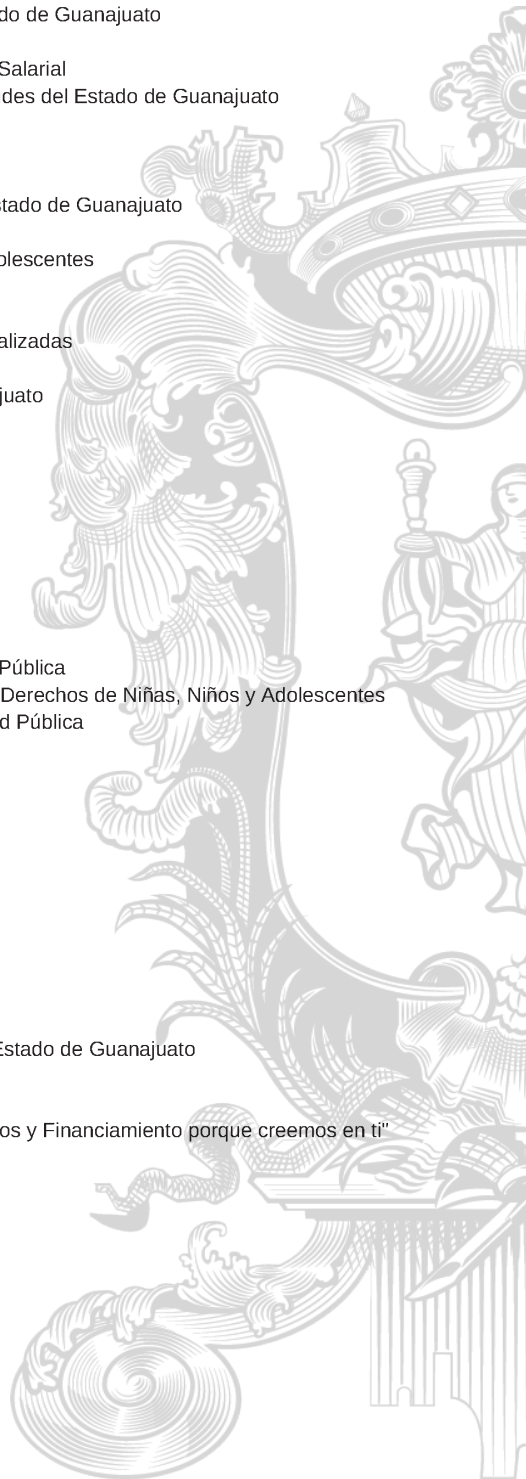 do de Guanajuato
Salarial
ldes del Estado de Guanajuato
stado de Guanajuato
olescentes
alizadas
juato
Pública
Derechos de Niñas, Niños y Adolescentes
d Pública
Estado de Guanajuato
os y Financiamiento porque creemos en ti"